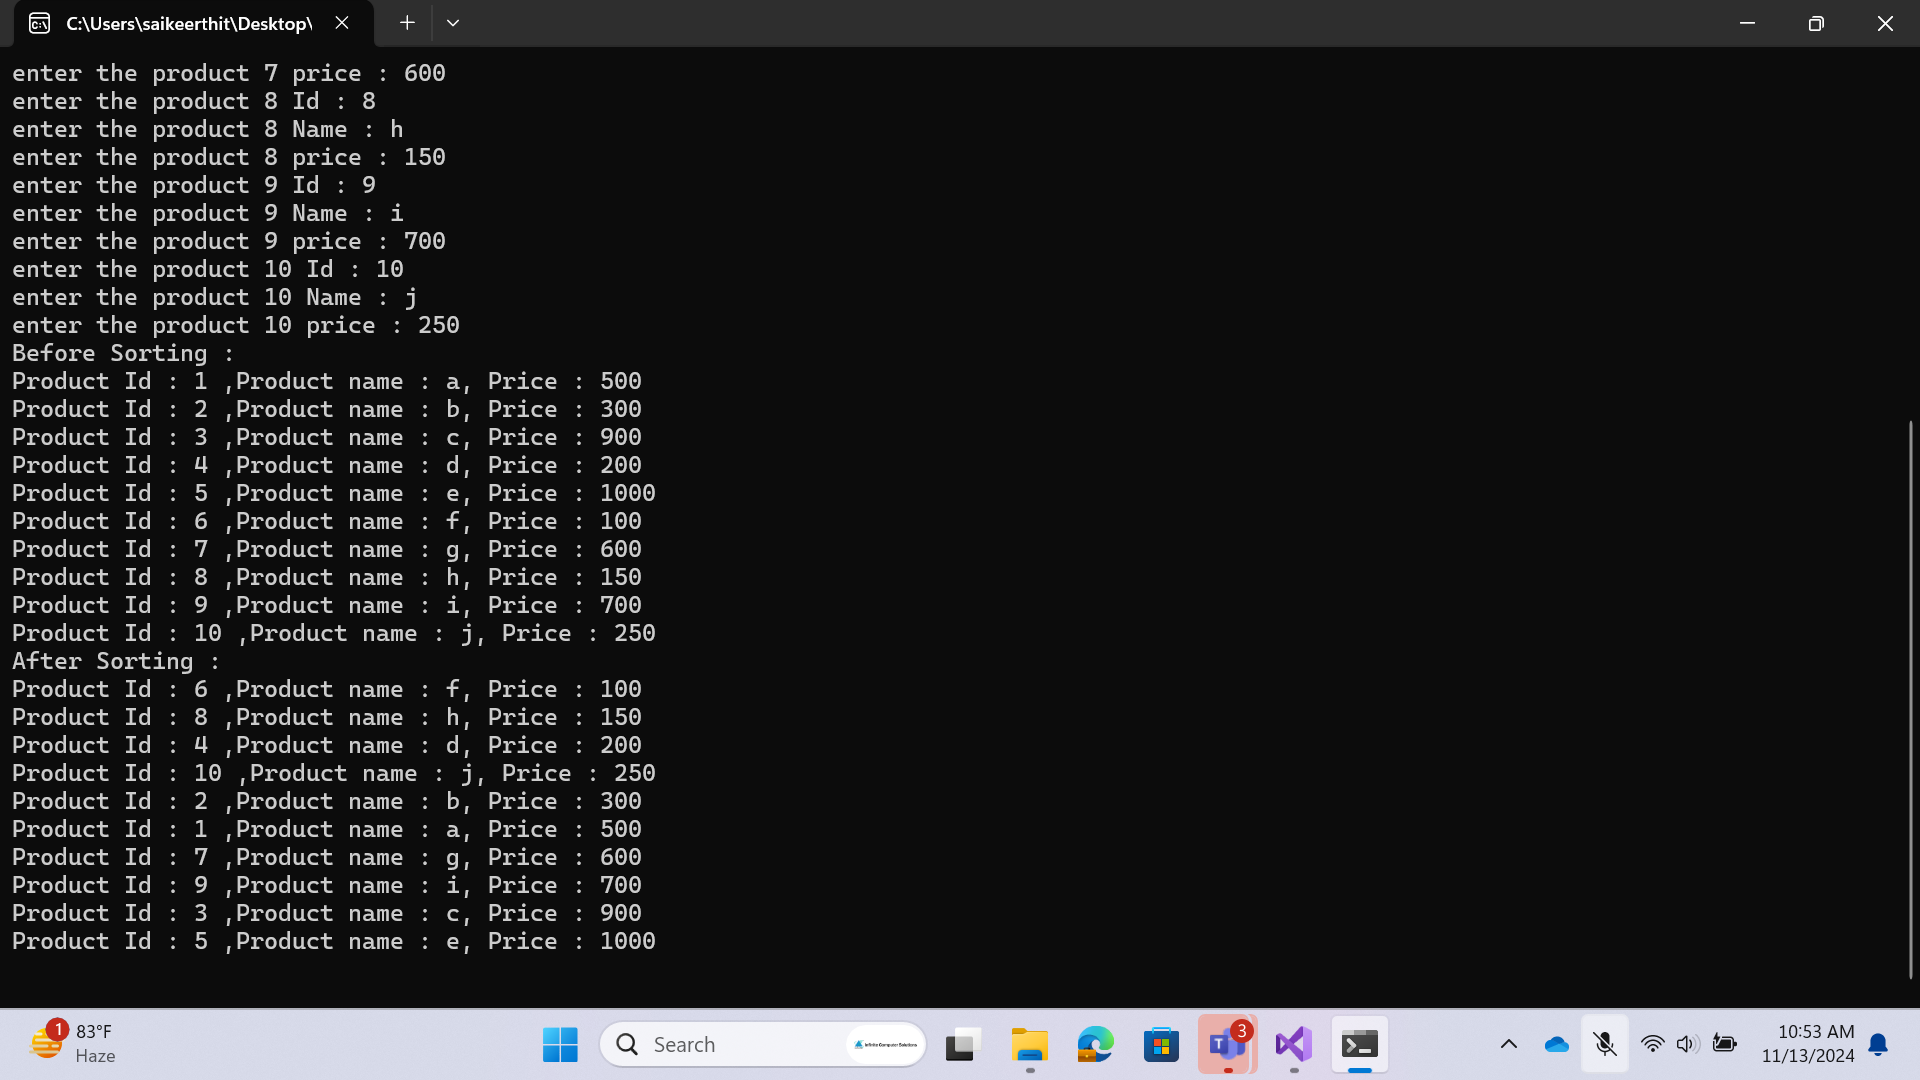 C:\Users\saikeerthit\Desktop\
enter the product 7 price : 600
enter the product 8 Id : 8
enter the product 8 Name : h
enter the product 8 price : 150
enter the product 9 Id : 9
enter the product 9 Name : i
enter the product 9 price : 700
enter the product 10 Id : 10
enter the product 10 Name : j
enter the product 10 price : 250
Before Sorting :
Product Id : 1 ,Product name : a, Price : 500
Product Id : 2 ,Product name : b, Price : 300
Product Id : 3 ,Product name : c, Price : 900
Product Id : 4 ,Product name : d, Price : 200
Product Id : 5 ,Product name : e, Price : 1000
Product Id : 6 ,Product name : f, Price : 100
Product Id : 7 ,Product name : g, Price : 600
Product Id : 8 ,Product name : h, Price : 150
Product Id : 9 ,Product name : i, Price : 700
Product Id : 10 ,Product name : j, Price : 250
After Sorting :
Product Id : 6 ,Product name : f, Price : 100
Product Id : 8 ,Product name : h, Price : 150
Product Id : 4 ,Product name : d, Price : 200
Product Id : 10 ,Product name : j, Price : 250
Product Id : 2 ,Product name : b, Price : 300
Product Id : 1 ,Product name : a, Price : 500
Product Id : 7 ,Product name : g, Price : 600
Product Id : 9 ,Product name : i, Price : 700
Product Id : 3 ,Product name : c, Price : 900
Product Id : 5 ,Product name : e, Price : 1000
1
83°F
Haze
Search
Infinite Computer Solutions
3
10:53 AM
11/13/2024